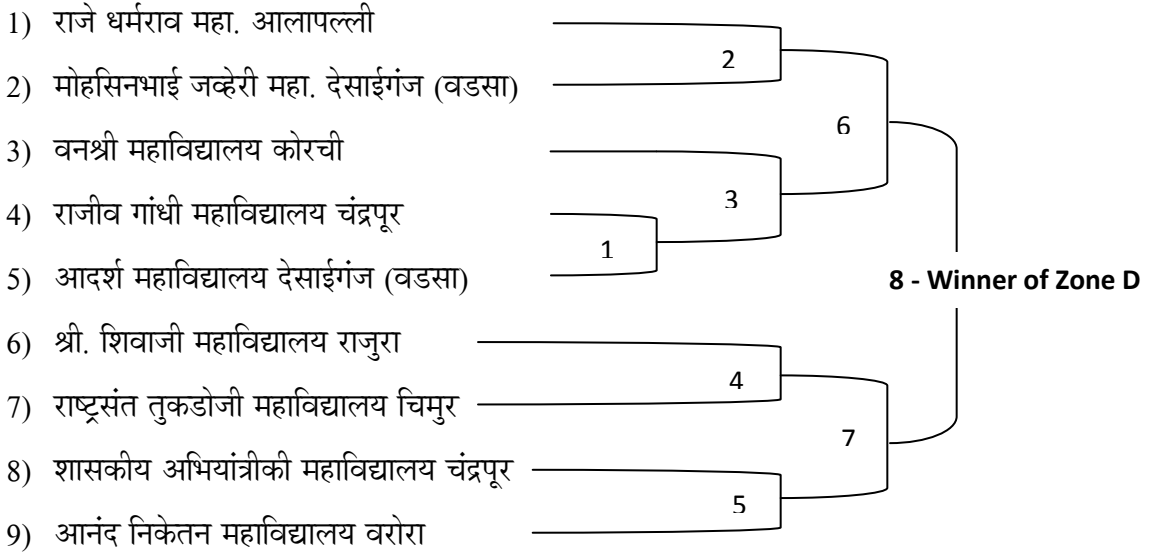 1) राजे धर्मराव महा. आलापल्ली
2) मोहसिनभाई जव्हेरी महा. देसाईगंज (वडसा)
3) वनश्री महाविद्यालय कोरची
4) राजीव गांधी महाविद्यालय चंद्रपूर
5) आदर्श महाविद्यालय देसाईगंज (वडसा)
6) श्री. शिवाजी महाविद्यालय राजुरा
7) राष्ट्रसंत तुकडोजी महाविद्यालय चिमुर
8) शासकीय अभियांत्रीकी महाविद्यालय चंद्रपूर
9) आनंद निकेतन महाविद्यालय वरोरा
2
6
3
1
8 - Winner of Zone D
4
7
5